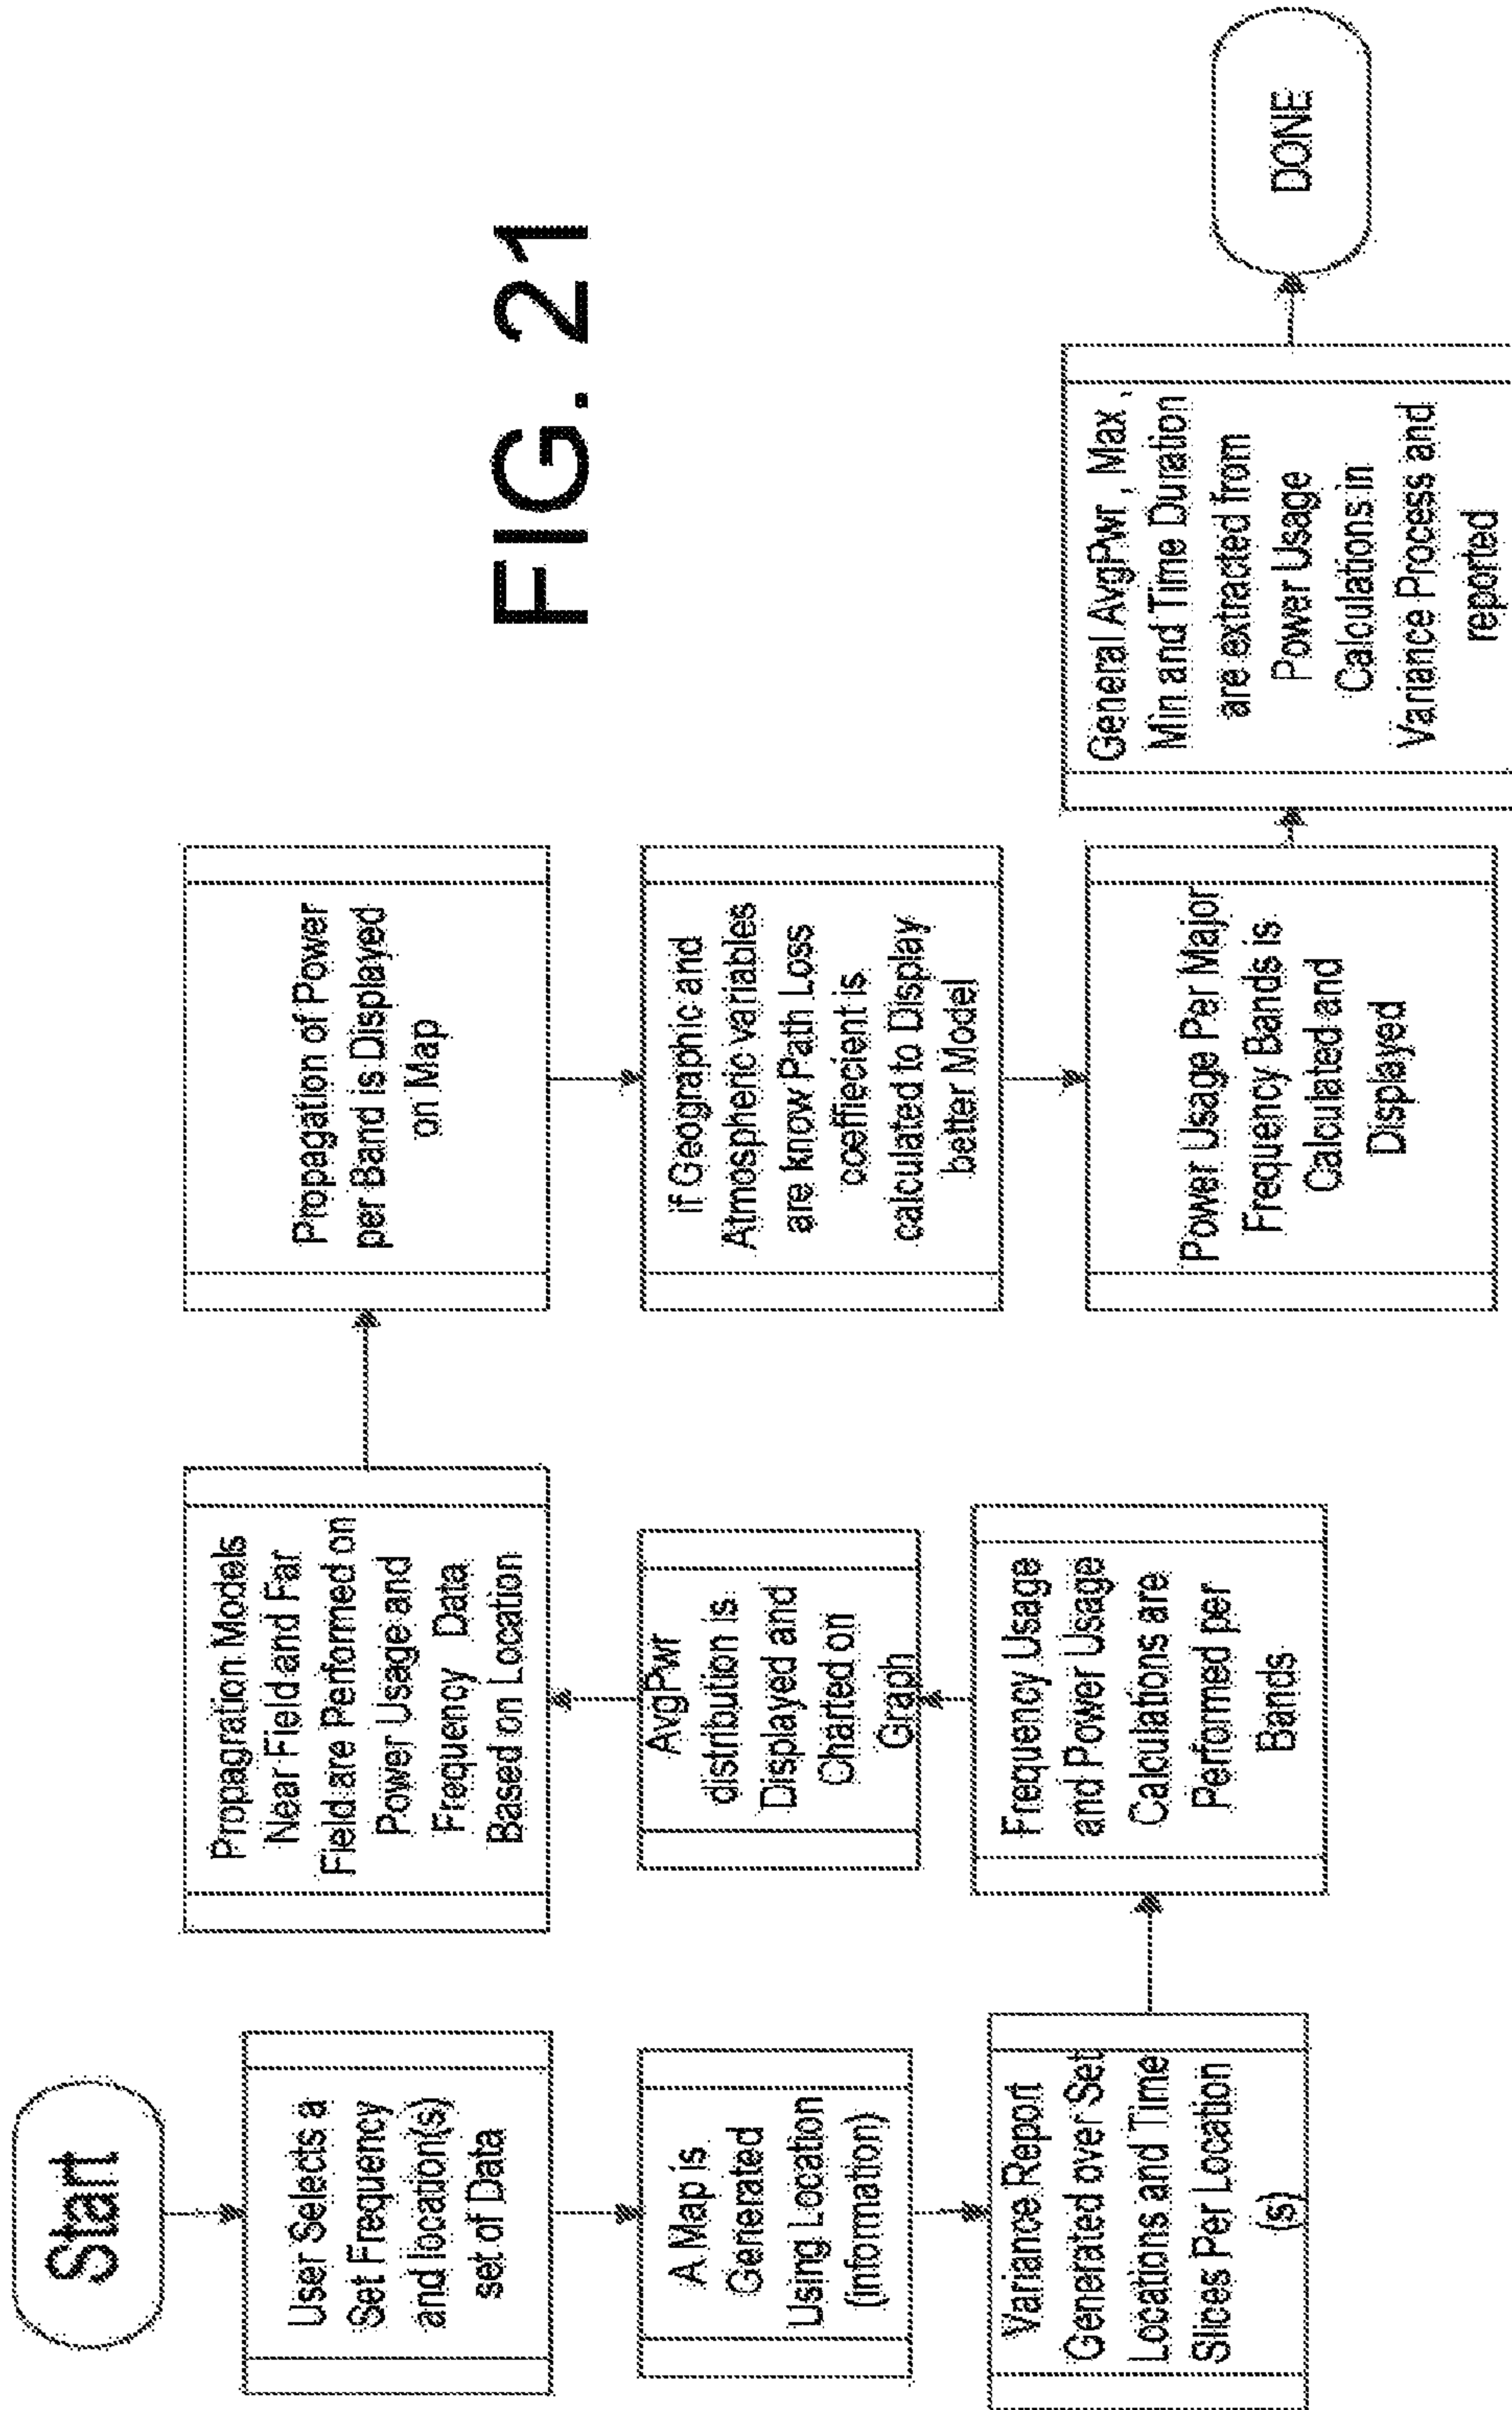 Start
User Selects a
Set Frequency
and location(s)
set of Data
A Map is
Generated
Using Location
(information)
Variance Report
Generated over Set
Locations and Time
Slices Per Location
(s)
Frequency Usage
and Power Usage
Calculations are
Performed per
Bands
AvgPwr
distribution is
Displayed and
Charted on
Graph
Propagration Models
Near Field and Far
Field are Performed on
Power Usage and
Frequency Data
Based on Location
Propagation of Power
per Band is Displayed
on Map
if Geographic and
Atmospheric variables
are know Path Loss
coeffiecient is
calculated to Display
better Model
Power Usage Per Major
Frequency Bands is
Calculated and
Displayed
General AvgPwr , Max ,
Min and Time Duration
are extracted from
Power Usage
Calculations in
Variance Process and
reported
DONE
FIG. 21